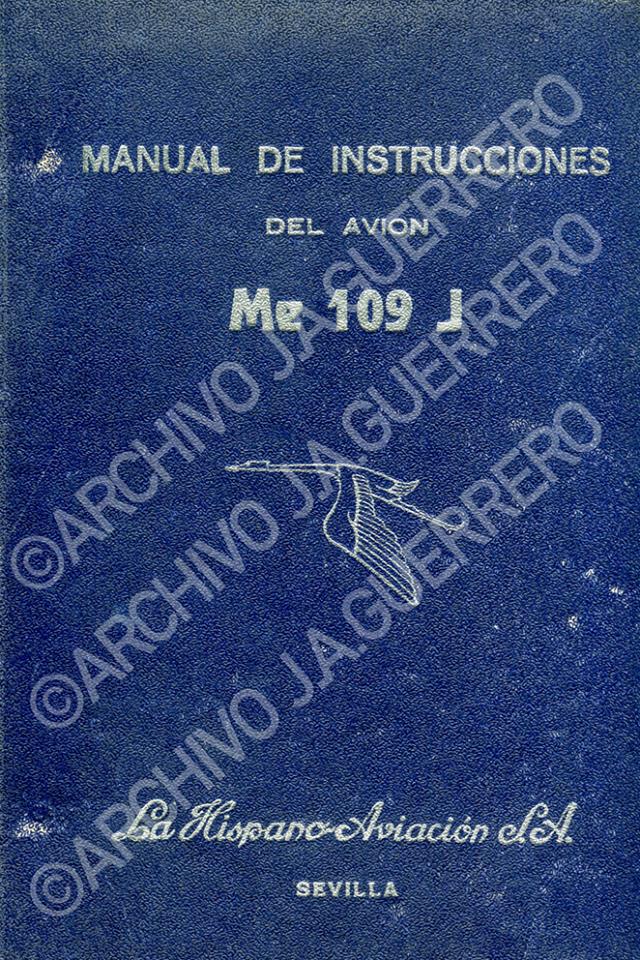 MANUAL DE INSTRUCCIONES
DEL AVION
Me 109 J
La Hispano-Aviación S.A.
SEVILLA
©ARCHIVO J.A.GUERRERO
©ARCHIVO J.A.GUERRERO
©ARCHIVO J.A.GUERRERO